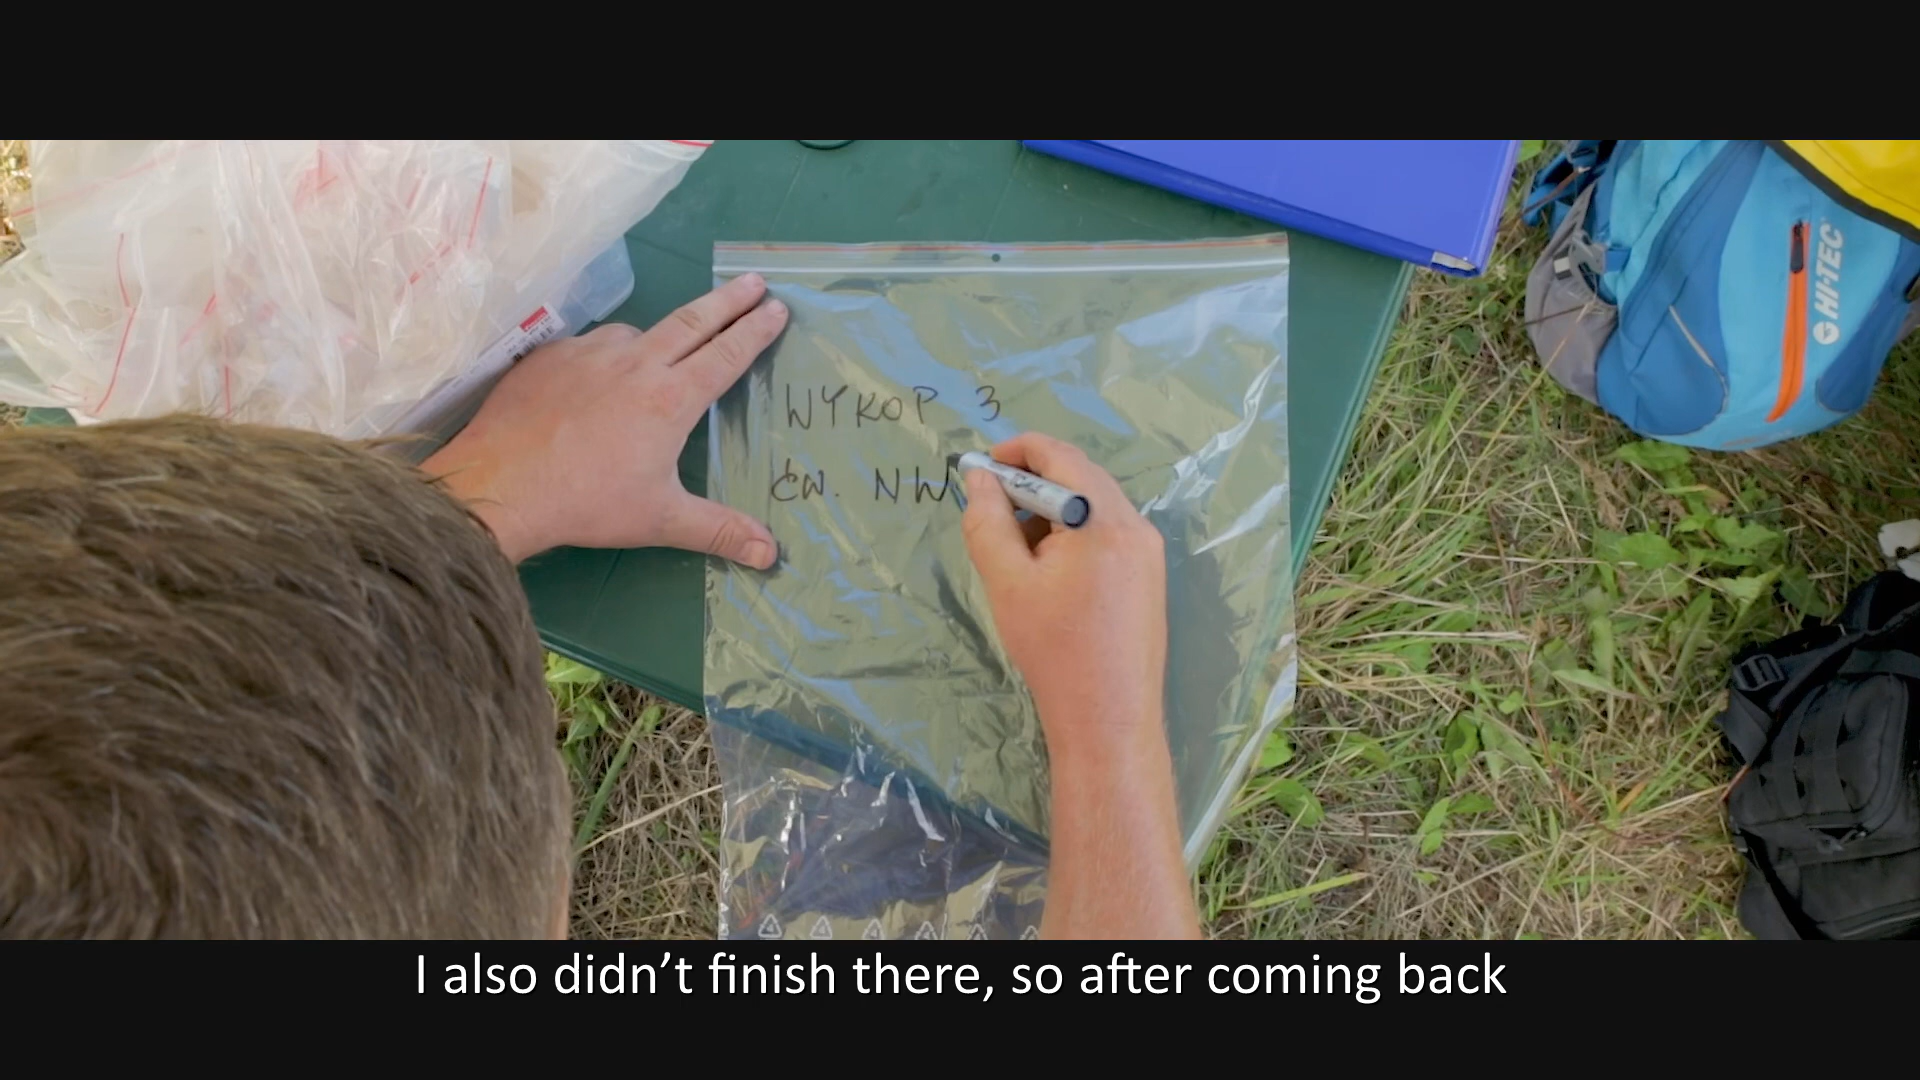 HI-TEC
WYKOP 3
ćw. NW
I also didn’t finish there, so after coming back